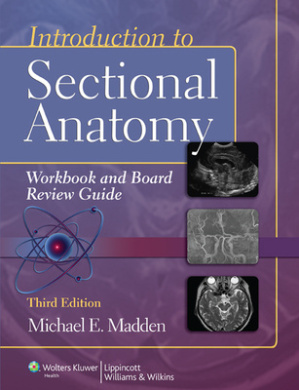 Introduction to
Sectional
Anatomy
Workbook and Board
Review Guide
Third Edition
Michael E. Madden
Wolters Kluwer
Health
Lippincott
Williams & Wilkins